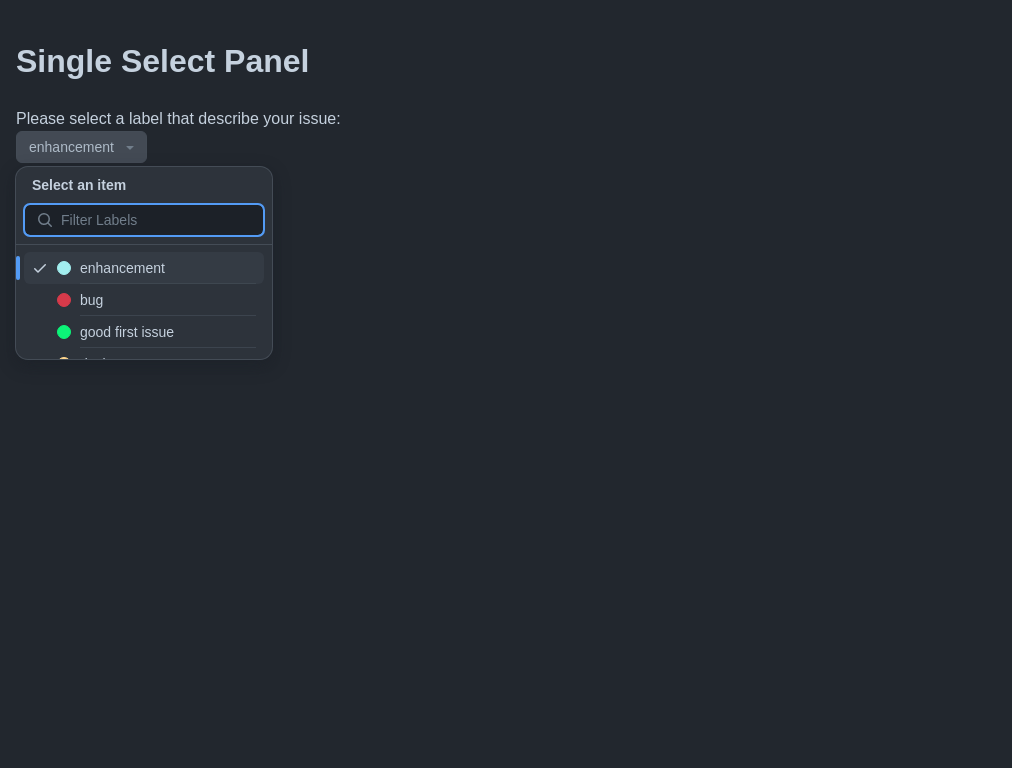 Single Select Panel
Please select a label that describe your issue:
enhancement
Select an item
Filter Labels
enhancement
bug
good first issue